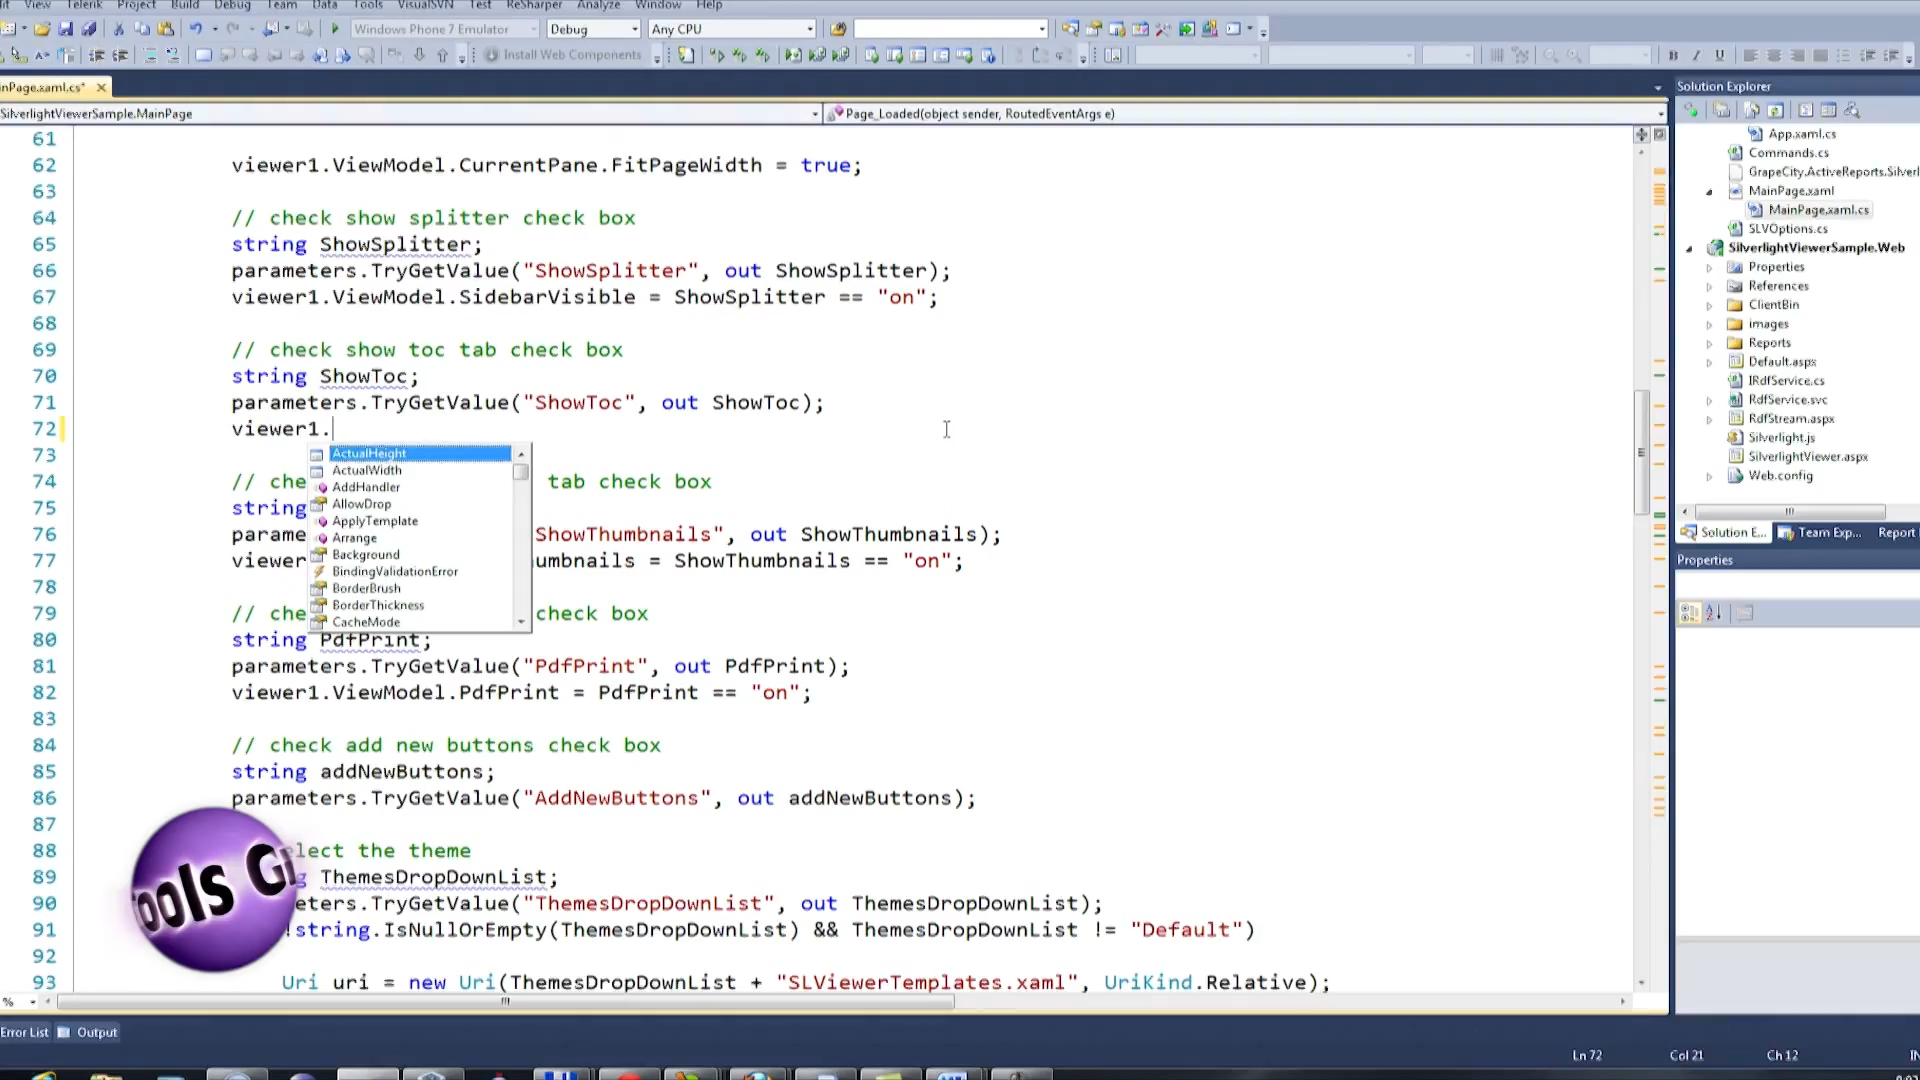 View Telerik Project Build Debug Team Data Tools VisualSVN Test ReSharper Analyze Window Help
Windows Phone 7 Emulator Debug Any CPU
Install Web Components
nPage.xaml.cs*
SilverlightViewerSample.MainPage Page_Loaded(object sender, RoutedEventArgs e)
61
62 viewer1.ViewModel.CurrentPane.FitPageWidth = true;
63
64 // check show splitter check box
65 string ShowSplitter;
66 parameters.TryGetValue("ShowSplitter", out ShowSplitter);
67 viewer1.ViewModel.SidebarVisible = ShowSplitter == "on";
68
69 // check show toc tab check box
70 string ShowToc;
71 parameters.TryGetValue("ShowToc", out ShowToc);
72 viewer1.
ActualHeight
ActualWidth
AddHandler
AllowDrop
ApplyTemplate
Arrange
Background
BindingValidationError
BorderBrush
BorderThickness
CacheMode
73
74 // che tab check box
75 string
76 parame ShowThumbnails", out ShowThumbnails);
77 viewer umbnails = ShowThumbnails == "on";
78
79 // che check box
80 string PdfPrint;
81 parameters.TryGetValue("PdfPrint", out PdfPrint);
82 viewer1.ViewModel.PdfPrint = PdfPrint == "on";
83
84 // check add new buttons check box
85 string addNewButtons;
86 parameters.TryGetValue("AddNewButtons", out addNewButtons);
87
88 lect the theme
89 ThemesDropDownList;
90 eters.TryGetValue("ThemesDropDownList", out ThemesDropDownList);
91 !string.IsNullOrEmpty(ThemesDropDownList) && ThemesDropDownList != "Default")
92
93 Uri uri = new Uri(ThemesDropDownList + "SLViewerTemplates.xaml", UriKind.Relative);
ools G
%
Error List Output
Ln 72 Col 21 Ch 12
Solution Explorer
App.xaml.cs
Commands.cs
GrapeCity.ActiveReports.Silverl
MainPage.xaml
MainPage.xaml.cs
SLVOptions.cs
SilverlightViewerSample.Web
Properties
References
ClientBin
images
Reports
Default.aspx
IRdfService.cs
RdfService.svc
RdfStream.aspx
Silverlight.js
SilverlightViewer.aspx
Web.config
Solution E... Team Exp... Report
Properties